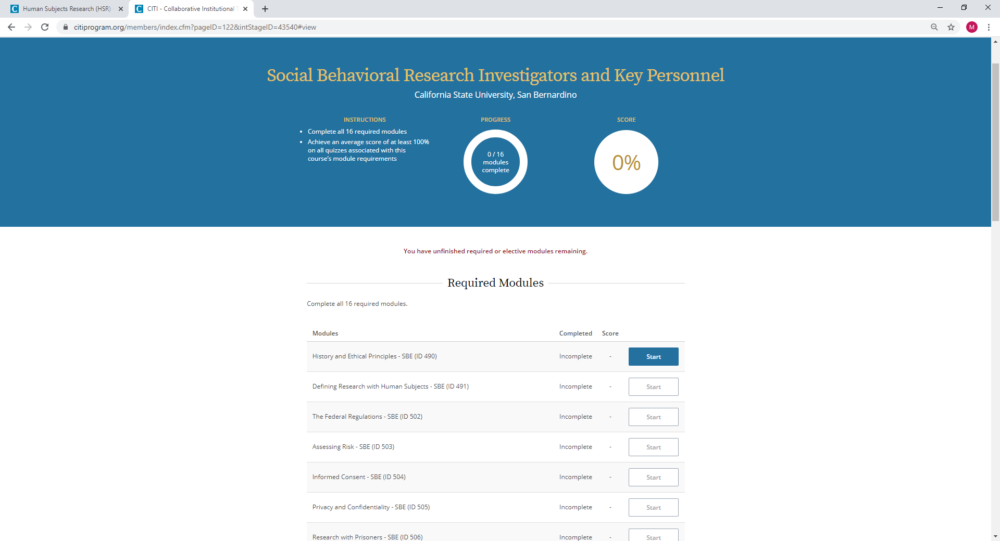 Human Subjects Research (HSR)
CITI - Collaborative Institutional
citiprogram.org/members/index.cfm?pageID=122&intStageID=43540#view
M
Social Behavioral Research Investigators and Key Personnel
California State University, San Bernardino
INSTRUCTIONS
• Complete all 16 required modules
• Achieve an average score of at least 100%
on all quizzes associated with this
course's module requirements
PROGRESS
0 / 16
modules
complete
SCORE
0%
You have unfinished required or elective modules remaining.
Required Modules
Complete all 16 required modules.
Modules Completed Score
History and Ethical Principles - SBE (ID 490) Incomplete - Start
Defining Research with Human Subjects - SBE (ID 491) Incomplete - Start
The Federal Regulations - SBE (ID 502) Incomplete - Start
Assessing Risk - SBE (ID 503) Incomplete - Start
Informed Consent - SBE (ID 504) Incomplete - Start
Privacy and Confidentiality - SBE (ID 505) Incomplete - Start
Research with Prisoners - SBE (ID 506) Incomplete - Start